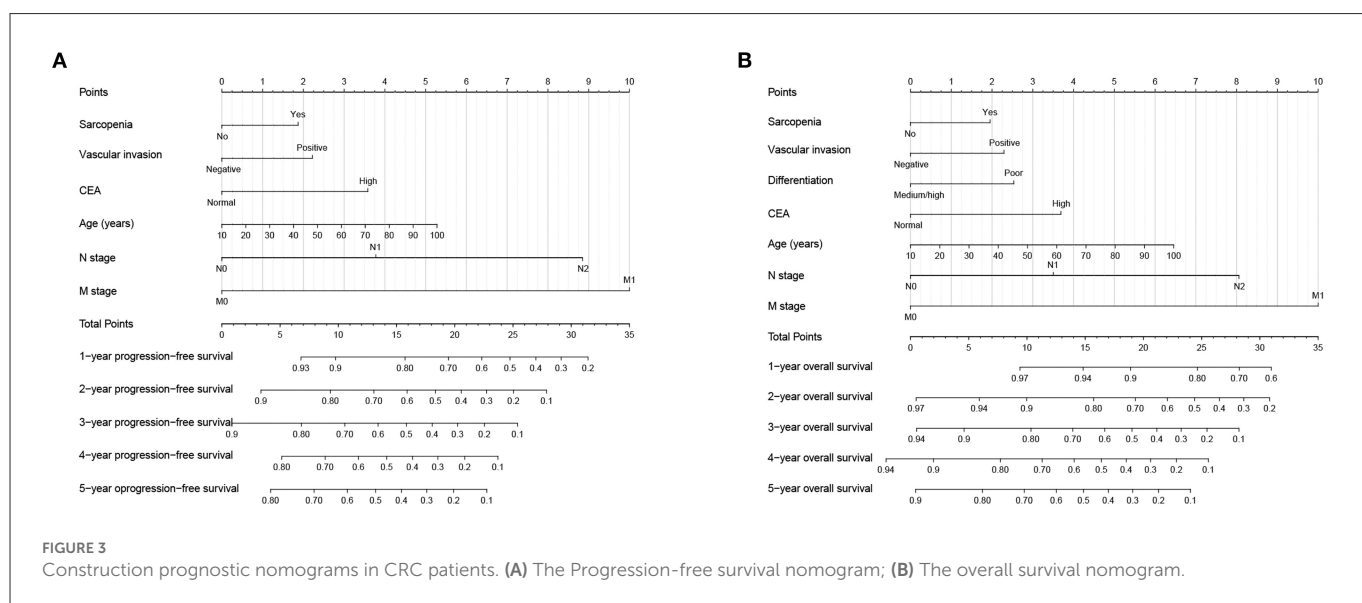 A
Points
0 1 2 3 4 5 6 7 8 9 10
Sarcopenia
Yes
No
Vascular invasion
Positive
Negative
CEA
High
Normal
Age (years)
10 20 30 40 50 60 70 80 90 100
N stage
N1
N0 N2
M stage
M1
M0
Total Points
0 5 10 15 20 25 30 35
1−year progression−free survival
0.93 0.9 0.80 0.70 0.6 0.5 0.4 0.3 0.2
2−year progression−free survival
0.9 0.80 0.70 0.6 0.5 0.4 0.3 0.2 0.1
3−year progression−free survival
0.9 0.80 0.70 0.6 0.5 0.4 0.3 0.2 0.1
4−year progression−free survival
0.80 0.70 0.6 0.5 0.4 0.3 0.2 0.1
5−year oprogression−free survival
0.80 0.70 0.6 0.5 0.4 0.3 0.2 0.1
B
Points
0 1 2 3 4 5 6 7 8 9 10
Sarcopenia
Yes
No
Vascular invasion
Positive
Negative
Differentiation
Poor
Medium/high
CEA
High
Normal
Age (years)
10 20 30 40 50 60 70 80 90 100
N stage
N1
N0 N2
M stage
M1
M0
Total Points
0 5 10 15 20 25 30 35
1−year overall survival
0.97 0.94 0.9 0.80 0.70 0.6
2−year overall survival
0.97 0.94 0.9 0.80 0.70 0.6 0.5 0.4 0.3 0.2
3−year overall survival
0.94 0.9 0.80 0.70 0.6 0.5 0.4 0.3 0.2 0.1
4−year overall survival
0.94 0.9 0.80 0.70 0.6 0.5 0.4 0.3 0.2 0.1
5−year overall survival
0.9 0.80 0.70 0.6 0.5 0.4 0.3 0.2 0.1
FIGURE 3
Construction prognostic nomograms in CRC patients. (A) The Progression-free survival nomogram; (B) The overall survival nomogram.